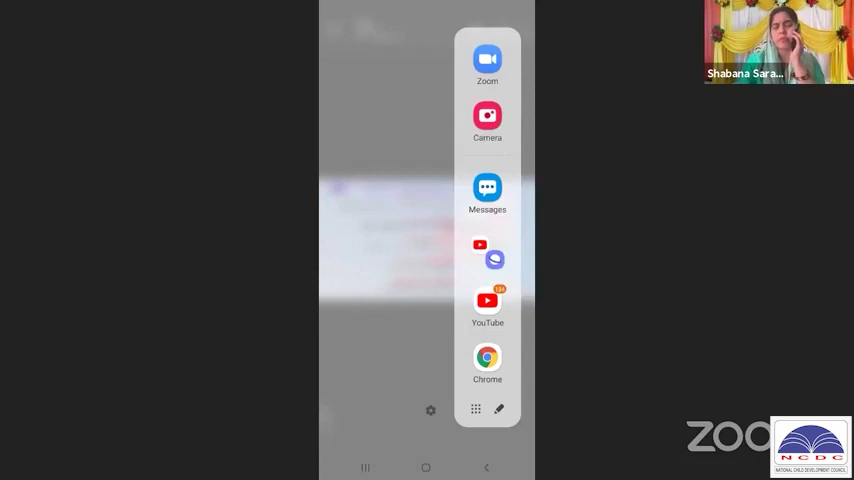 Shabana Sara...
Zoom
Camera
Messages
134
YouTube
Chrome
ZOO
NCDC
NATIONAL CHILD DEVELOPMENT COUNCIL